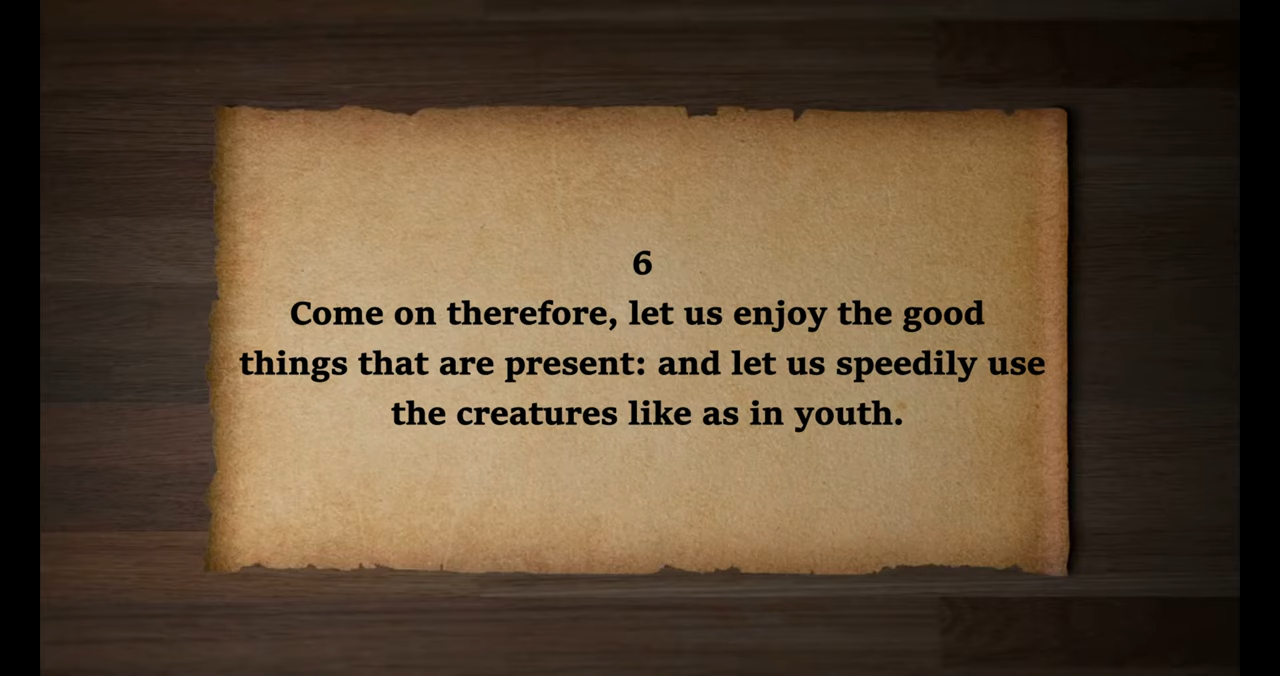 6
Come on therefore, let us enjoy the good
things that are present: and let us speedily use
the creatures like as in youth.